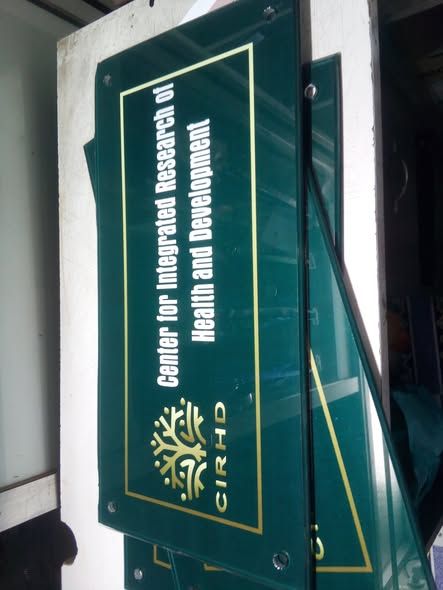 Center for Integrated Research of
Health and Development
CIRHD